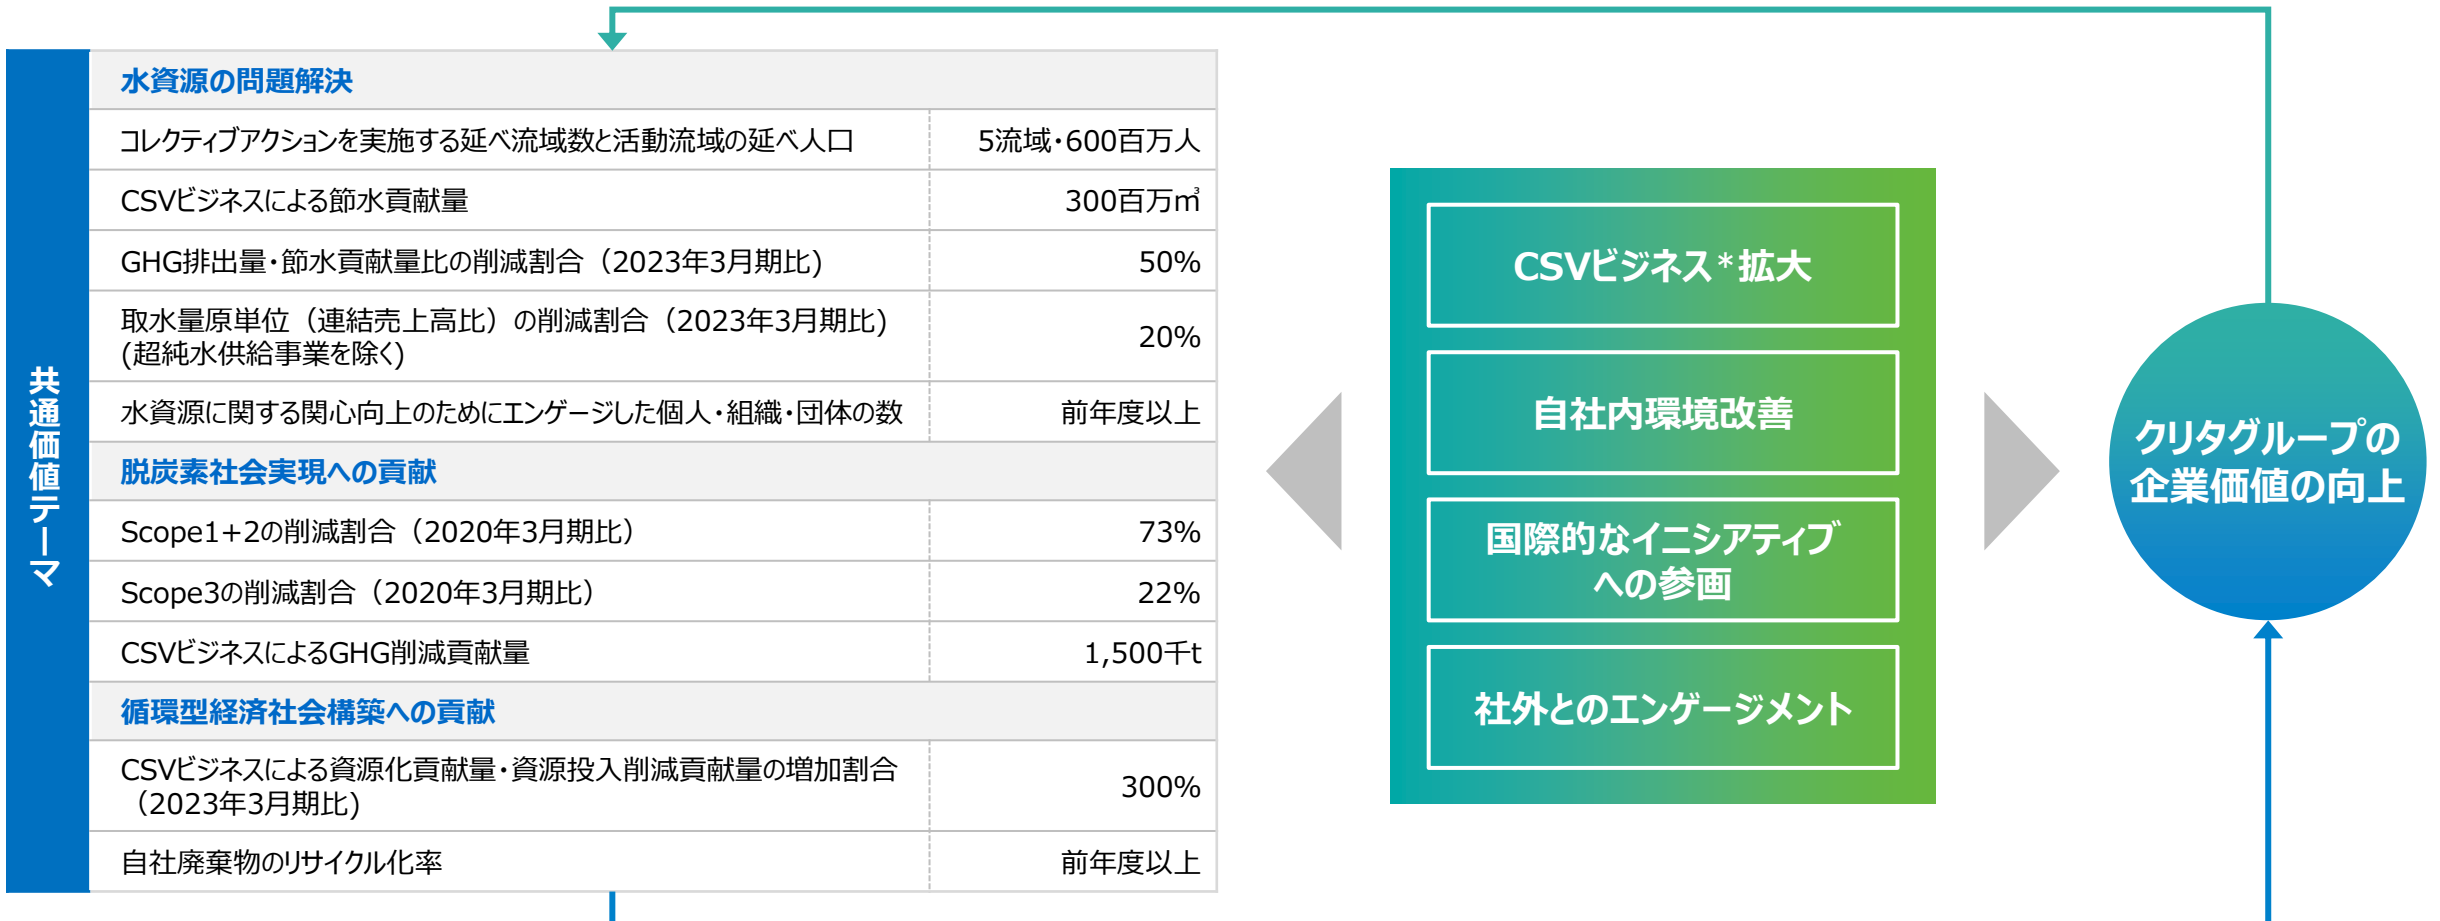 共通価値テーマ
水資源の問題解決
コレクティブアクションを実施する延べ流域数と活動流域の延べ人口
5流域・600百万人
CSVビジネスによる節水貢献量
300百万㎥
GHG排出量・節水貢献量比の削減割合（2023年3月期比)
50%
取水量原単位（連結売上高比）の削減割合（2023年3月期比)
(超純水供給事業を除く)
20%
水資源に関する関心向上のためにエンゲージした個人・組織・団体の数
前年度以上
脱炭素社会実現への貢献
Scope1+2の削減割合（2020年3月期比）
73%
Scope3の削減割合（2020年3月期比）
22%
CSVビジネスによるGHG削減貢献量
1,500千t
循環型経済社会構築への貢献
CSVビジネスによる資源化貢献量・資源投入削減貢献量の増加割合
（2023年3月期比)
300%
自社廃棄物のリサイクル化率
前年度以上
CSVビジネス*拡大
自社内環境改善
国際的なイニシアティブ
への参画
社外とのエンゲージメント
クリタグループの
企業価値の向上